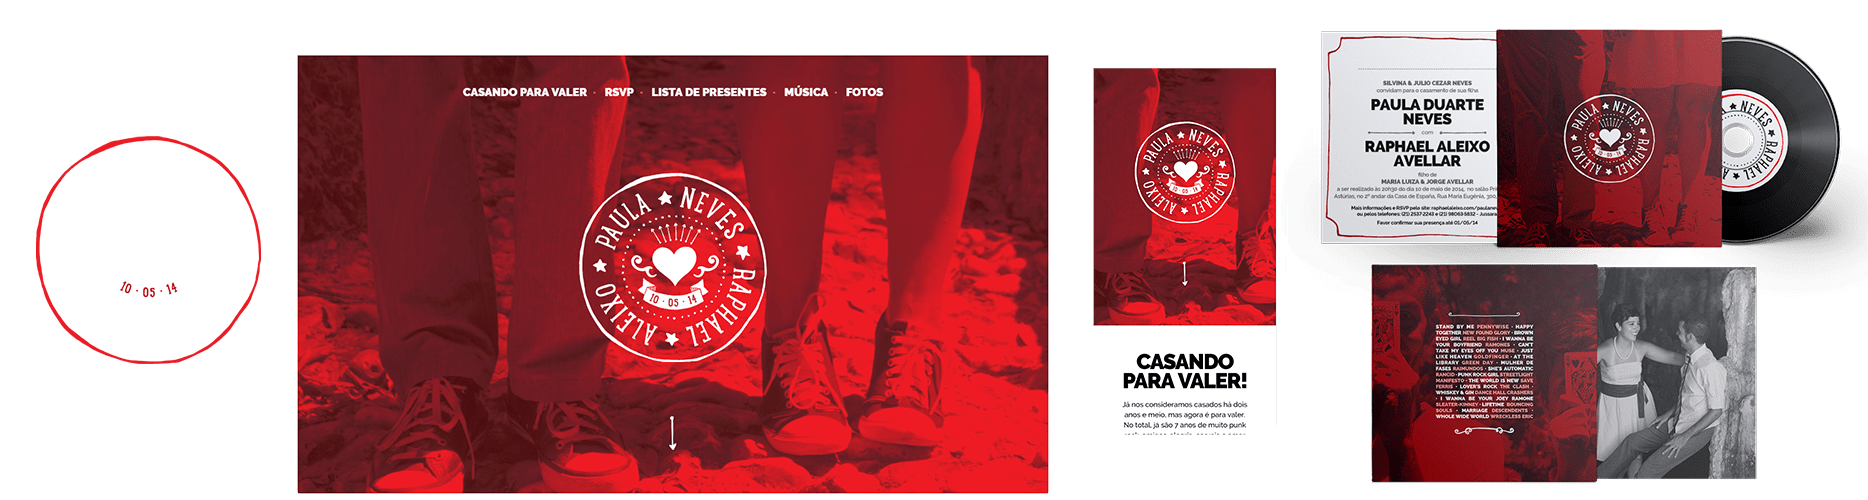 10 · 05 · 14
CASANDO PARA VALER · RSVP · LISTA DE PRESENTES · MÚSICA · FOTOS
PAULA ★ NEVES ★ RAPHAEL ★ ALEIXO ★
10 · 05 · 14
PAULA ★ NEVES ★ RAPHAEL ★ ALEIXO ★
10 · 05 · 14
CASANDO
PARA VALER!
Já nos consideramos casados há dois
anos e meio, mas agora é para valer.
No total, já são 7 anos de muito punk
SILVINA & JULIO CEZAR NEVES
convidam para o casamento de sua filha
PAULA DUARTE
NEVES
com
RAPHAEL ALEIXO
AVELLAR
filho de
MARIA LUIZA & JORGE AVELLAR
a ser realizado às 20h30 do dia 10 de maio de 2014, no salão
Astúrias, no 2º andar da Casa de España, Rua Maria Eugênia, 300,
Mais informações e RSVP pelo site: raphaelaleixo.com/
ou pelos telefones: (21) 2537 2243 e (21) 98063 5832 - Jussara
Favor confirmar sua presença até 01/05/14
PAULA ★ NEVES ★ RAPHAEL ★ ALEIXO ★
10 · 05 · 14
NEVES ★ RAPHAEL
STAND BY ME PENNYWISE · HAPPY
TOGETHER NEW FOUND GLORY · BROWN
EYED GIRL REEL BIG FISH · I WANNA BE
YOUR BOYFRIEND RAMONES · CAN'T
TAKE MY EYES OFF YOU MUSE · JUST
LIKE HEAVEN GOLDFINGER · AT THE
LIBRARY GREEN DAY · MULHER DE
FASES RAIMUNDOS · SHE'S AUTOMATIC
RANCID · PUNK ROCK GIRL STREETLIGHT
MANIFESTO · THE WORLD IS NEW SAVE
FERRIS · LOVER'S ROCK THE CLASH ·
WHISKEY & GIN DANCE HALL CRASHERS
· I WANNA BE YOUR JOEY RAMONE
SLEATER-KINNEY · LIFETIME BOUNCING
SOULS · MARRIAGE DESCENDENTS ·
WHOLE WIDE WORLD WRECKLESS ERIC